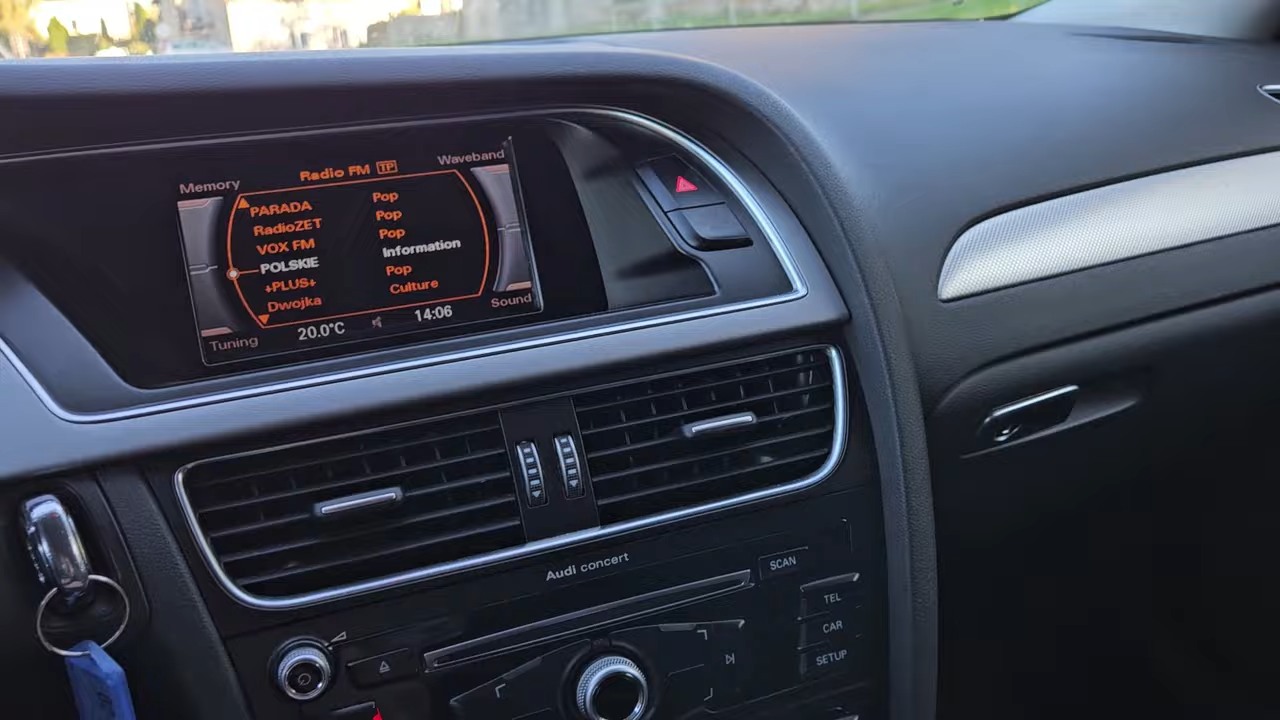 Memory
Radio FM TP
Waveband
PARADA Pop
RadioZET Pop
VOX FM Pop
POLSKIE Information
+PLUS+ Pop
Dwojka Culture
Tuning
20.0°C
14:06
Sound
Audi concert
SCAN
TEL
CAR
SETUP